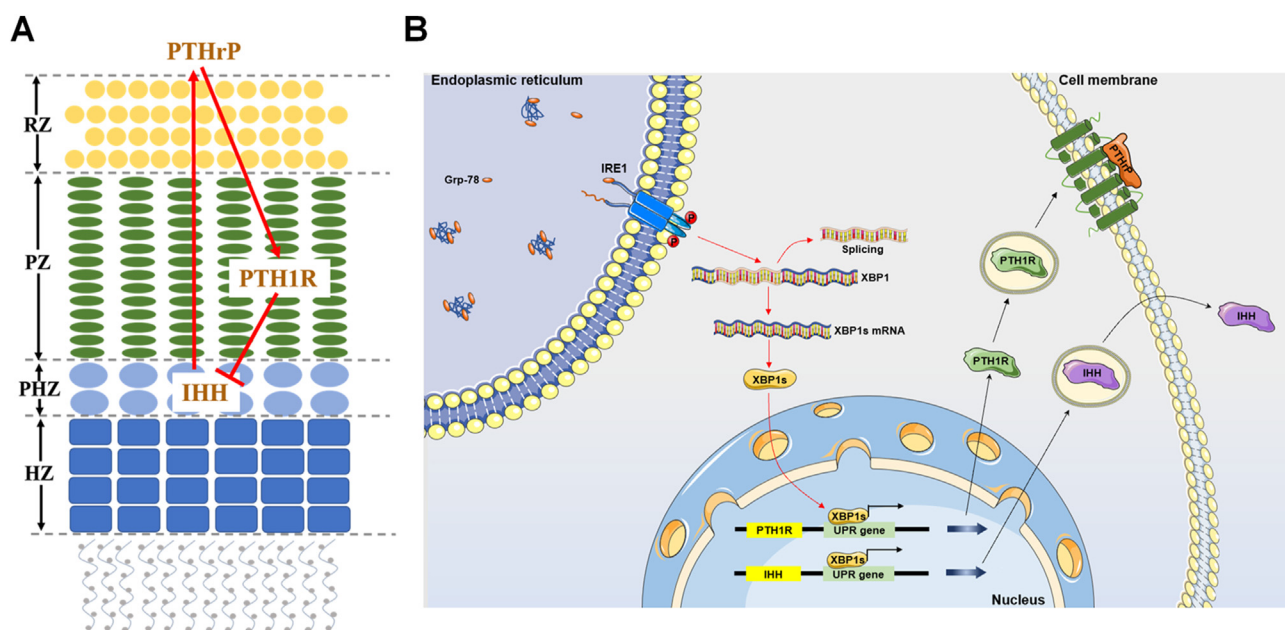 A
PTHrP
RZ
PZ
PTH1R
PHZ
IHH
HZ
B
Endoplasmic reticulum
Cell membrane
IRE1
Grp-78
P
P
PTHrP
Splicing
XBP1
PTH1R
XBP1s mRNA
IHH
PTH1R
IHH
XBP1s
XBP1s
PTH1R
UPR gene
XBP1s
IHH
UPR gene
Nucleus